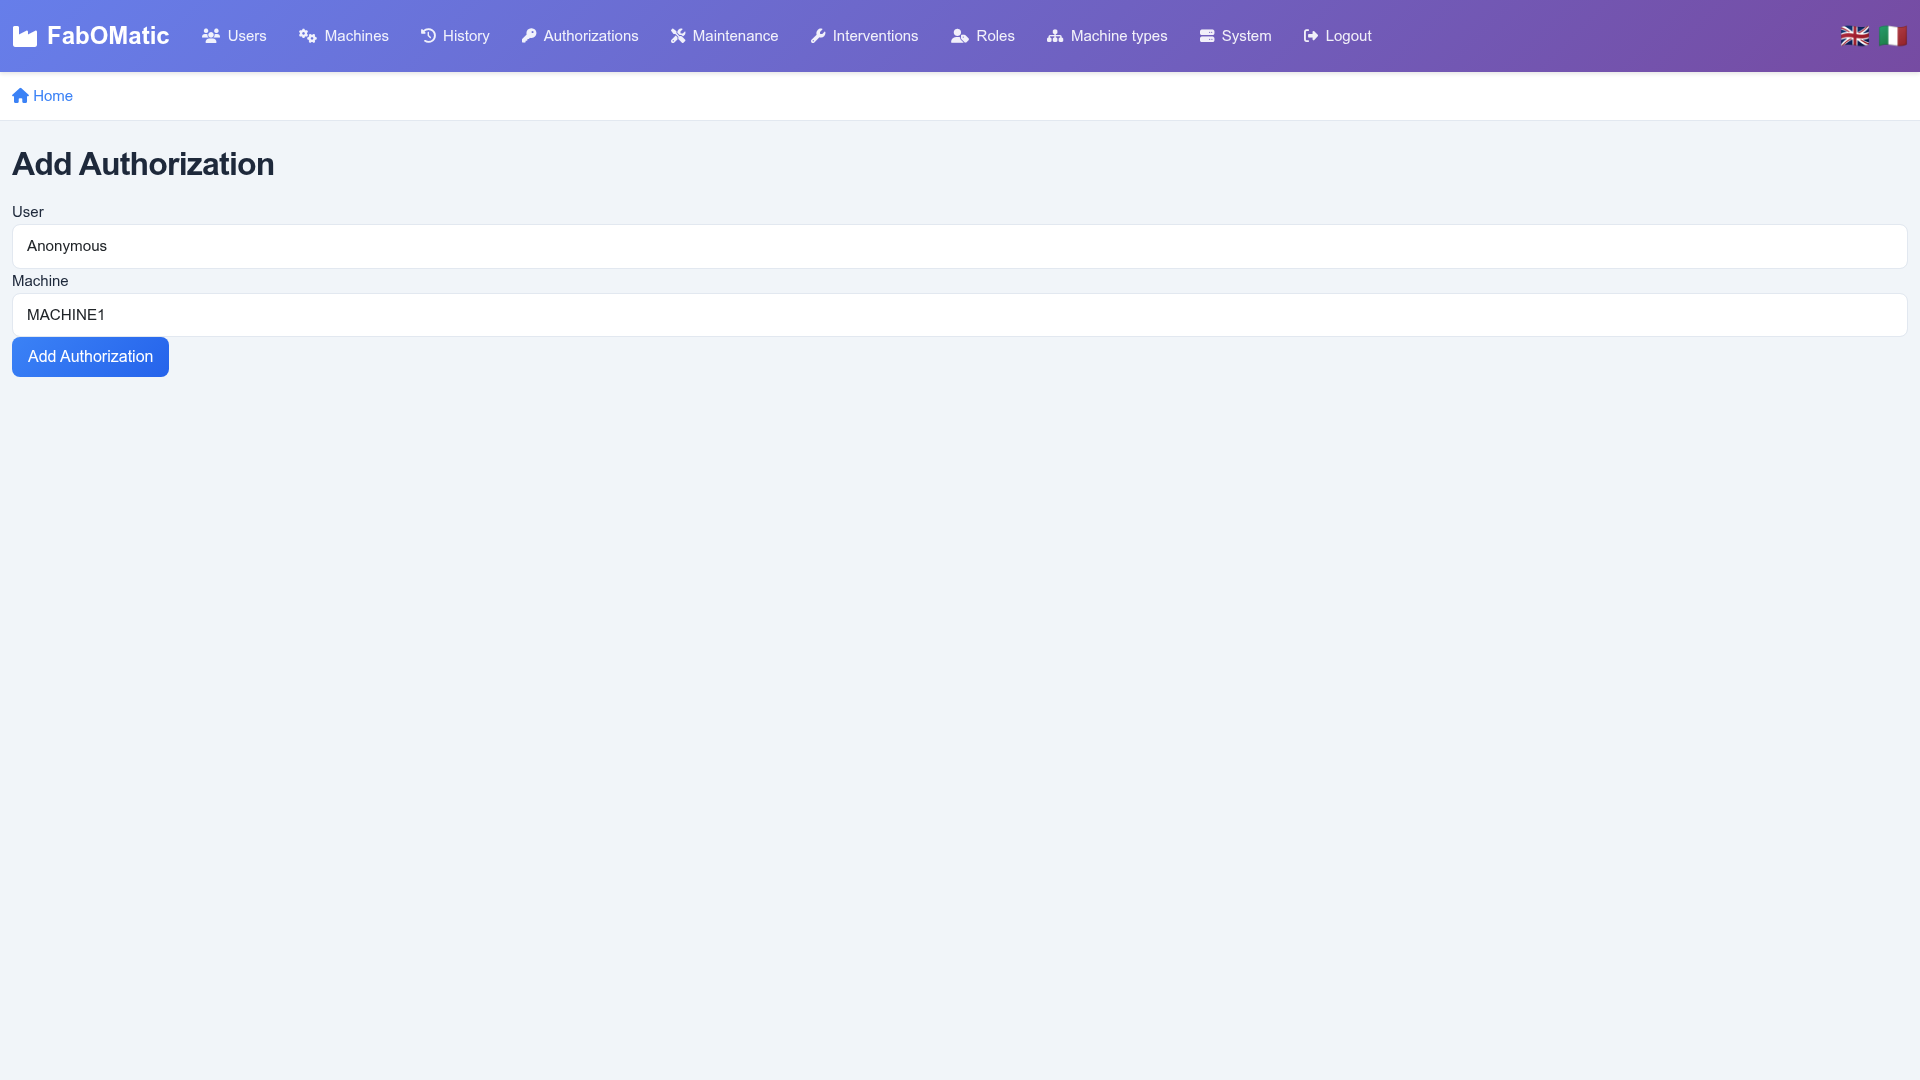 FabOMatic Users Machines History Authorizations Maintenance Interventions Roles Machine types System Logout
Home
Add Authorization
User
Anonymous
Machine
MACHINE1
Add Authorization